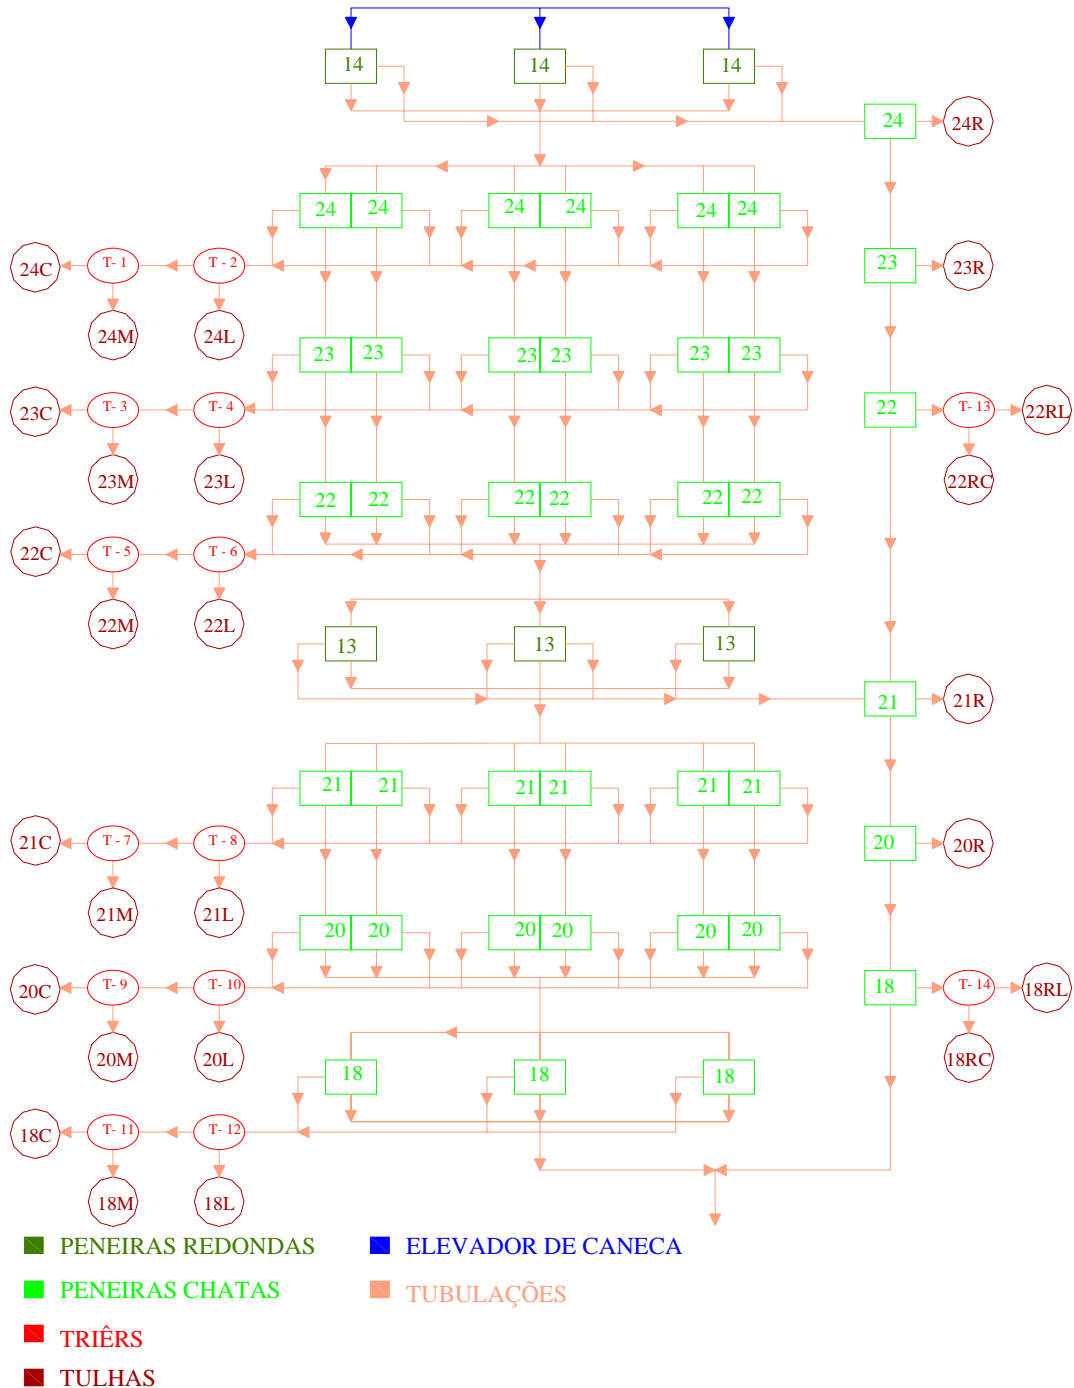 14 14 14
24 24R
24 24 24 24 24 24
24C T- 1 T - 2 23 23R
24M 24L
23 23 23 23 23 23
23C T- 3 T- 4 22 T- 13 22RL
23M 23L 22RC
22 22 22 22 22 22
22C T - 5 T - 6
22M 22L
13 13 13
21 21R
21 21 21 21 21 21
21C T - 7 T - 8 20 20R
21M 21L
20 20 20 20 20 20
20C T- 9 T- 10 18 T- 14 18RL
20M 20L 18RC
18 18 18
18C T- 11 T- 12
18M 18L
PENEIRAS REDONDAS ELEVADOR DE CANECA
PENEIRAS CHATAS TUBULAÇÕES
TRIÊRS
TULHAS